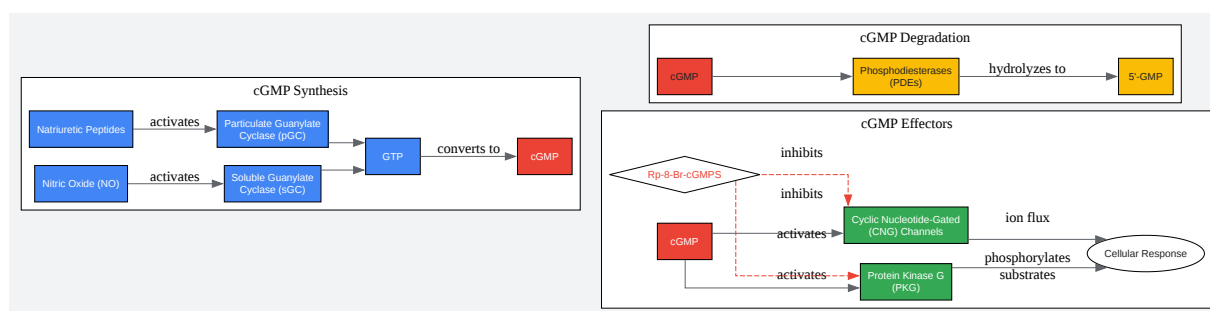 cGMP Synthesis
Natriuretic Peptides
activates
Particulate Guanylate
Cyclase (pGC)
Nitric Oxide (NO)
activates
Soluble Guanylate
Cyclase (sGC)
GTP
converts to
cGMP
cGMP Degradation
cGMP
Phosphodiesterases
(PDEs)
hydrolyzes to
5'-GMP
cGMP Effectors
Rp-8-Br-cGMPS
inhibits
inhibits
cGMP
activates
Cyclic Nucleotide-Gated
(CNG) Channels
ion flux
activates
Protein Kinase G
(PKG)
phosphorylates
substrates
Cellular Response